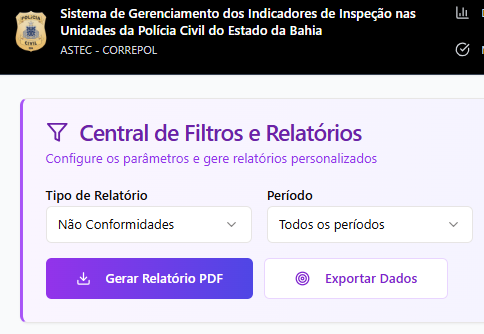 Sistema de Gerenciamento dos Indicadores de Inspeção nas
Unidades da Polícia Civil do Estado da Bahia
ASTEC - CORREPOL
Central de Filtros e Relatórios
Configure os parâmetros e gere relatórios personalizados
Tipo de Relatório
Período
Não Conformidades
Todos os períodos
Gerar Relatório PDF
Exportar Dados